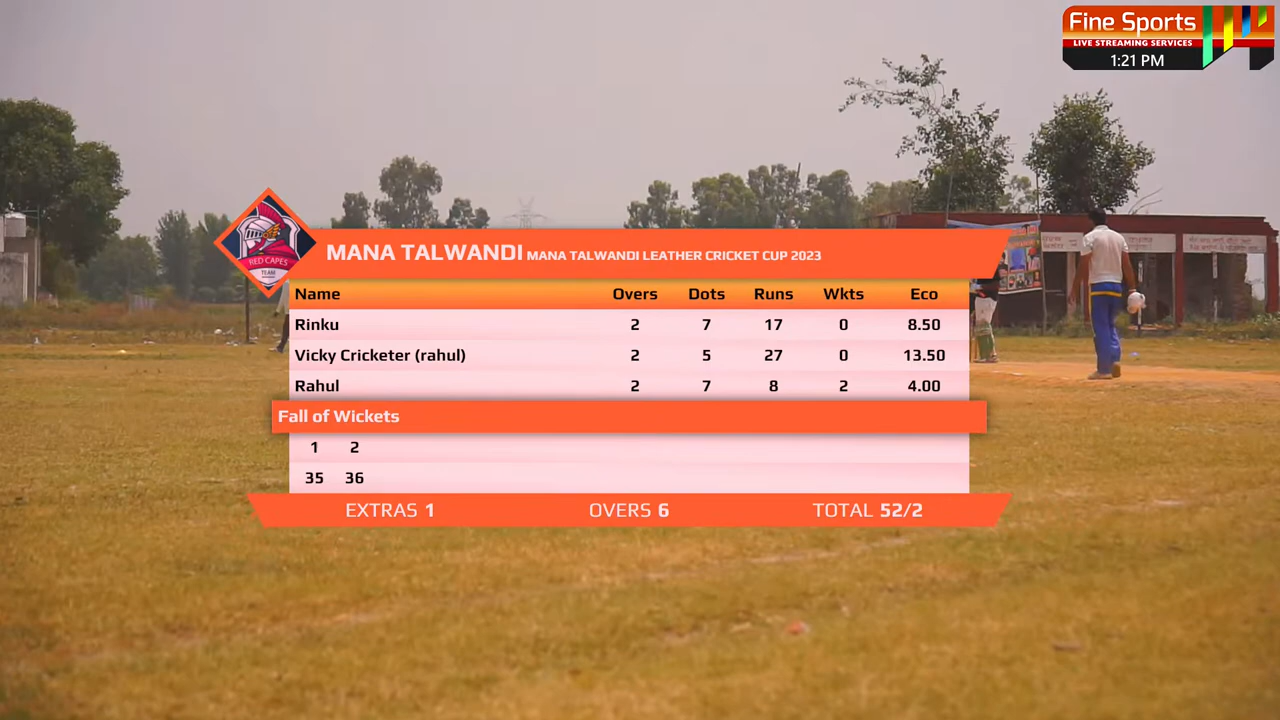 Fine Sports
LIVE STREAMING SERVICES
1:21 PM
RED CAPES
TEAM
MANA TALWANDI MANA TALWANDI LEATHER CRICKET CUP 2023
Name Overs Dots Runs Wkts Eco
Rinku 2 7 17 0 8.50
Vicky Cricketer (rahul) 2 5 27 0 13.50
Rahul 2 7 8 2 4.00
Fall of Wickets
1 2
35 36
EXTRAS 1 OVERS 6 TOTAL 52/2